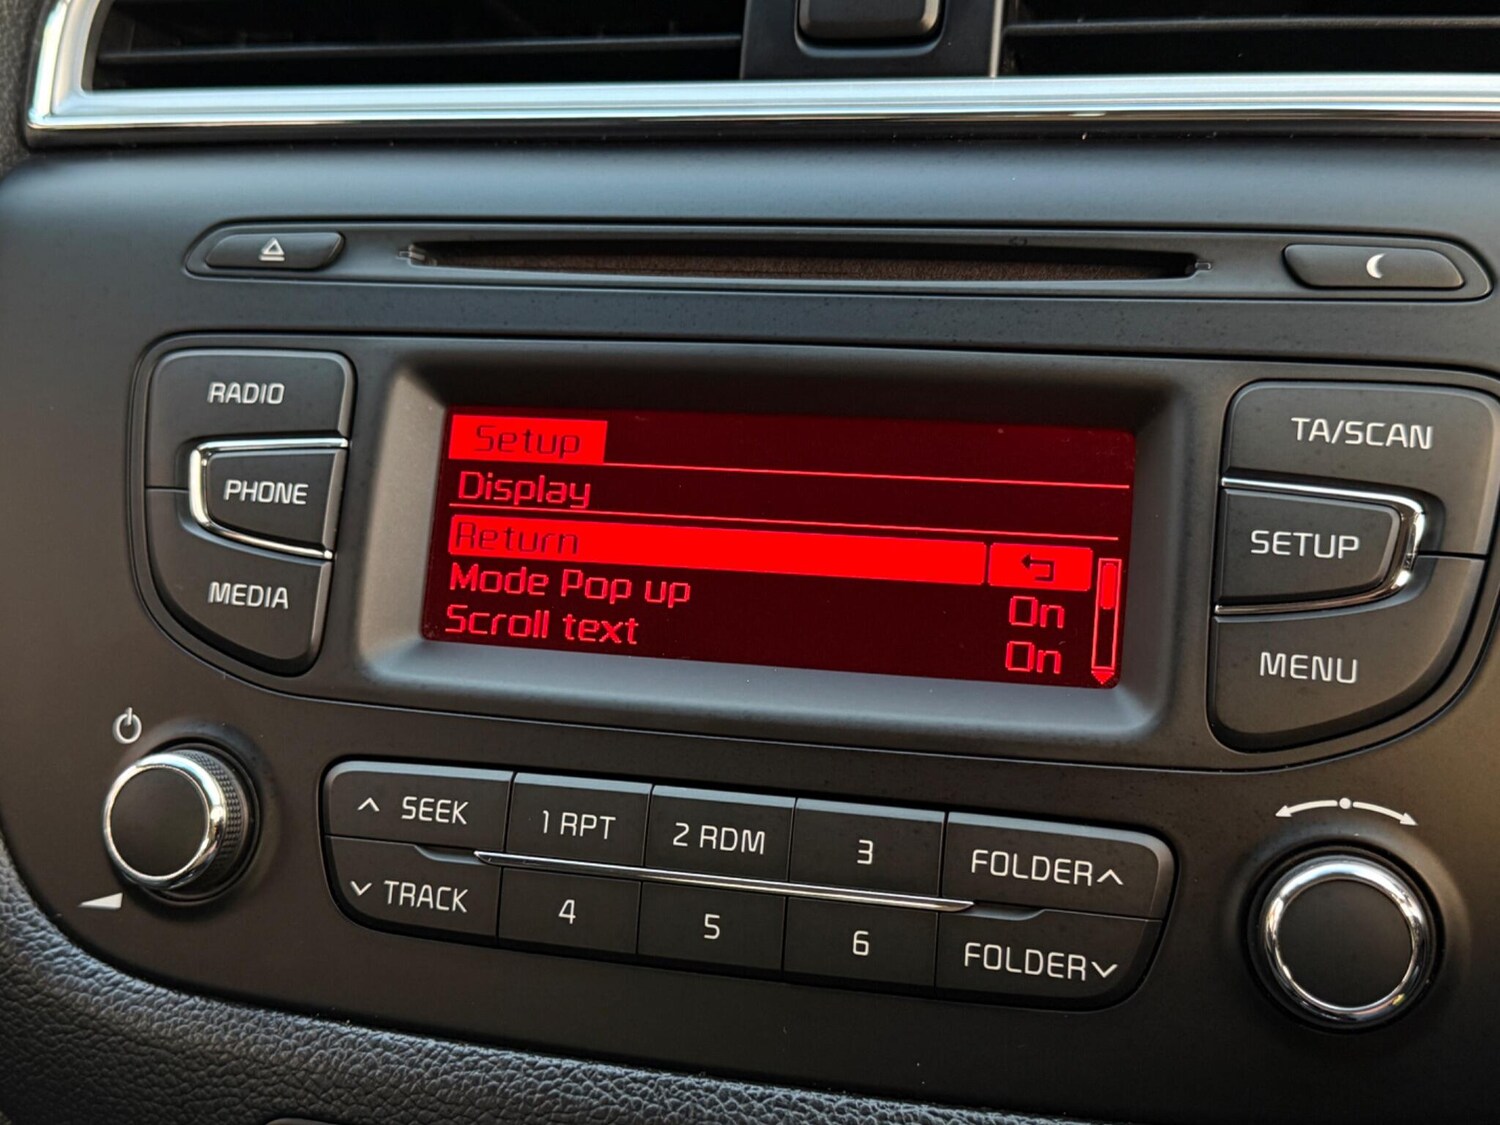 RADIO
PHONE
MEDIA
Setup
Display
Return
Mode Pop up On
Scroll text On
TA/SCAN
SETUP
MENU
SEEK
1 RPT
2 RDM
3
FOLDER
TRACK
4
5
6
FOLDER